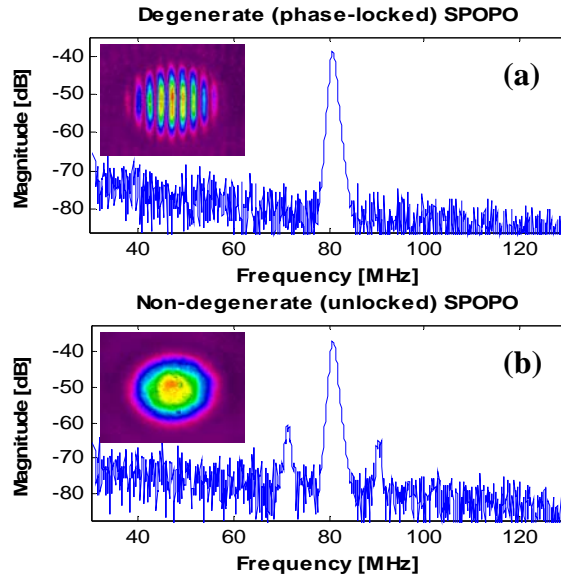 Degenerate (phase-locked) SPOPO
(a)
Magnitude [dB]
-40
-50
-60
-70
-80
40 60 80 100 120
Frequency [MHz]
Non-degenerate (unlocked) SPOPO
(b)
Magnitude [dB]
-40
-50
-60
-70
-80
40 60 80 100 120
Frequency [MHz]